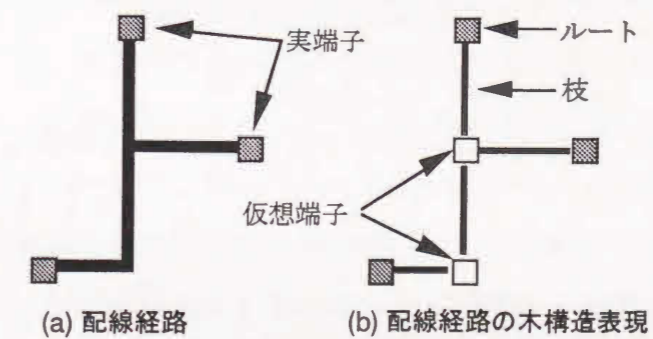 実端子
ルート
枝
仮想端子
(a) 配線経路
(b) 配線経路の木構造表現